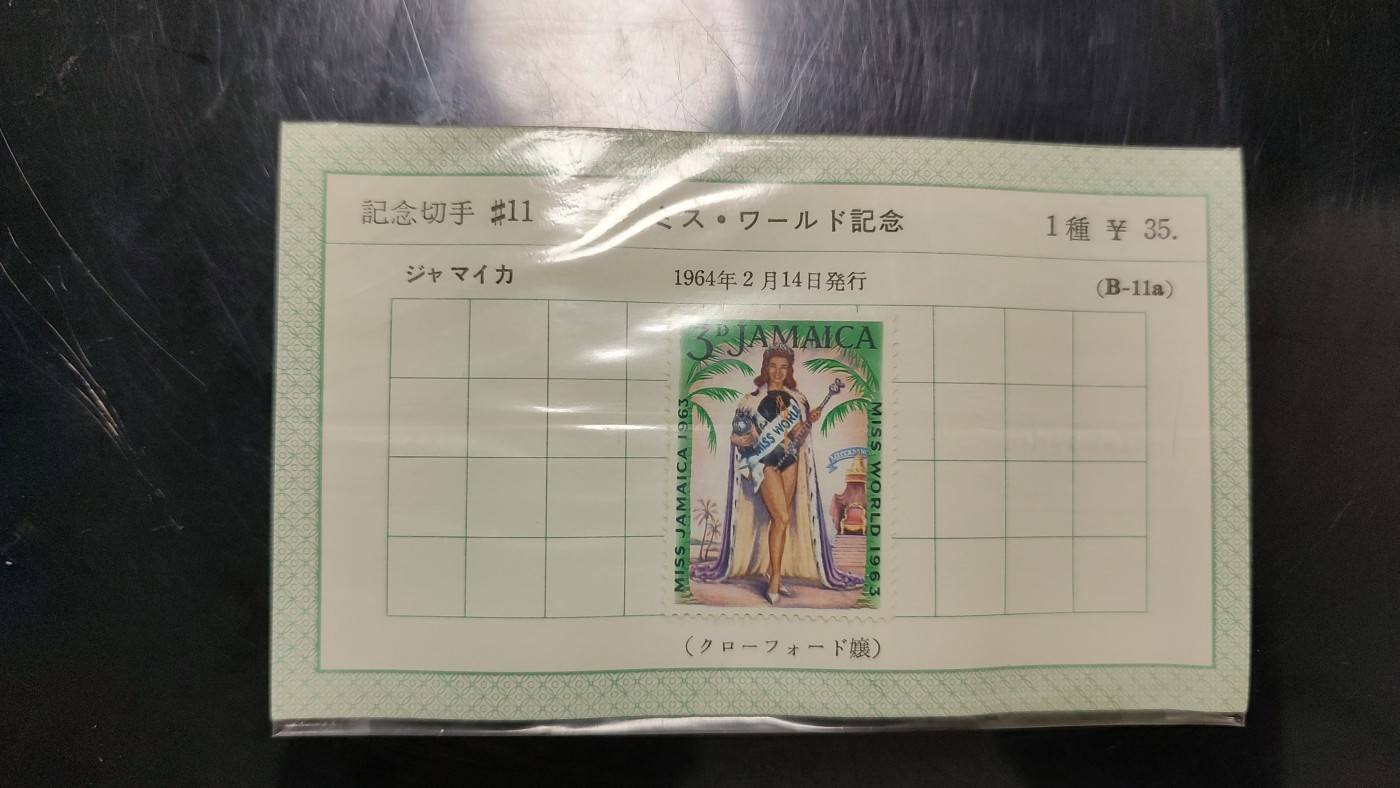 記念切手 #11 ミス・ワールド記念 1種 ¥ 35.
ジャマイカ 1964年2月14日発行 (B-11a)
3D JAMAICA
MISS JAMAICA 1963
MISS WORLD
MISS WORLD 1963
(クローフォード嬢)